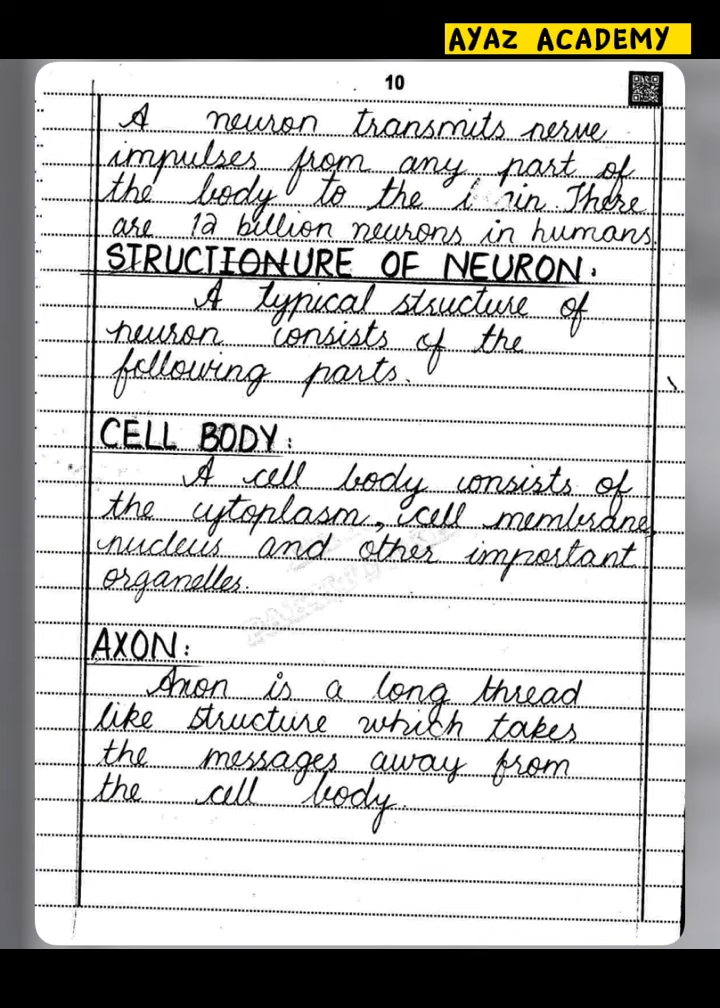 AYAZ ACADEMY
10
A neuron transmits nerve
impulses from any part of
the body to the There
are 12 billion neurons in humans
STRUCTIONURE OF NEURON.
A typical structure of
neuron consists of the
following parts.
CELL BODY:
A cell body consists of
the cytoplasm, cell membrane,
nucleus and other important
organelles.
AXON:
Axon is a long thread
like structure which takes
the messages away from
the cell body.